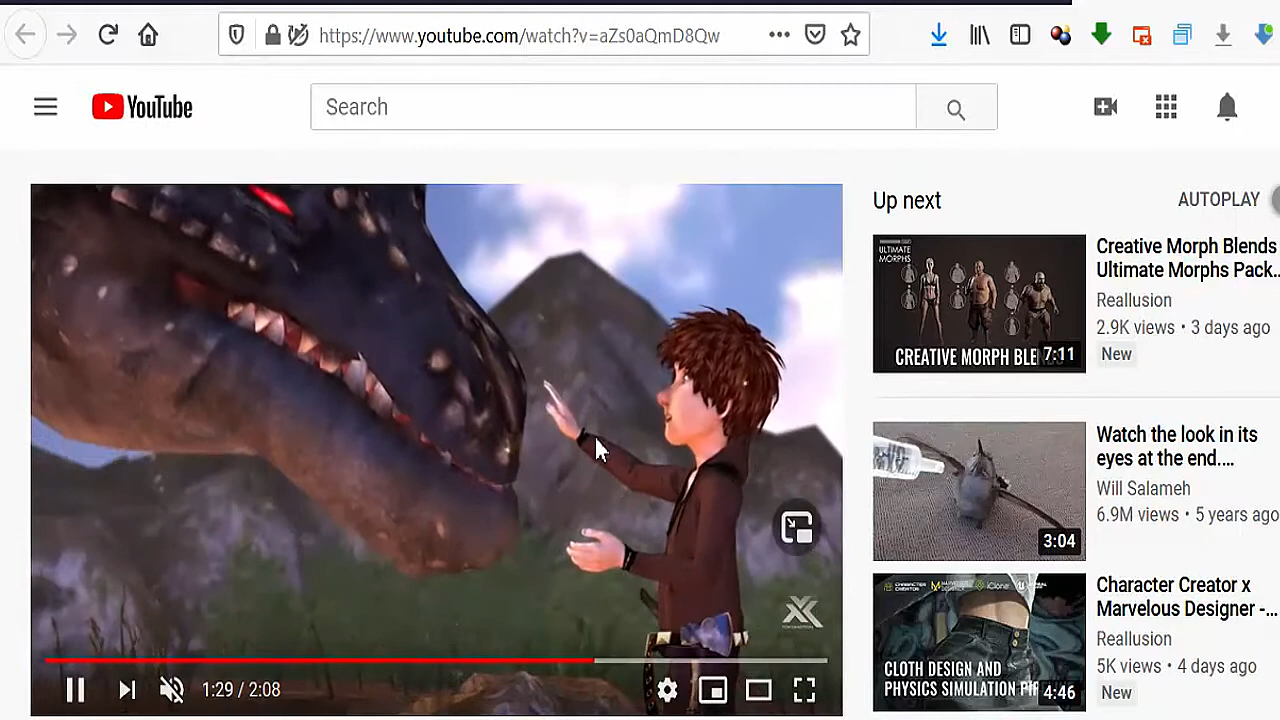 https://www.youtube.com/watch?v=aZs0aQmD8Qw
YouTube
Search
Up next
AUTOPLAY
ULTIMATE
MORPHS
CREATIVE MORPH BLE
7:11
Creative Morph Blends
Ultimate Morphs Pack...
Reallusion
2.9K views • 3 days ago
New
3:04
Watch the look in its
eyes at the end....
Will Salameh
6.9M views • 5 years ago
CLOTH DESIGN AND
PHYSICS SIMULATION PI
4:46
Character Creator x
Marvelous Designer -...
Reallusion
5K views • 4 days ago
New
1:29 / 2:08